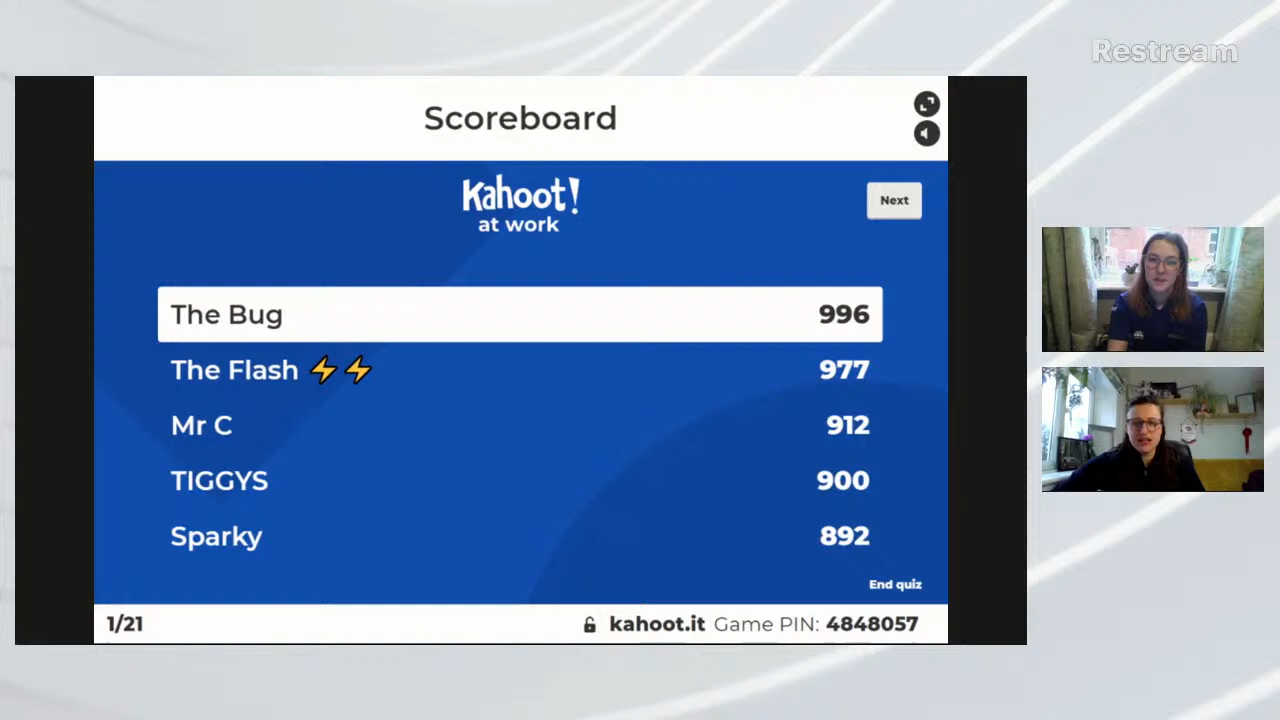 Restream
Scoreboard
Kahoot!
at work
Next
The Bug 996
The Flash ⚡⚡ 977
Mr C 912
TIGGYS 900
Sparky 892
End quiz
1/21 kahoot.it Game PIN: 4848057